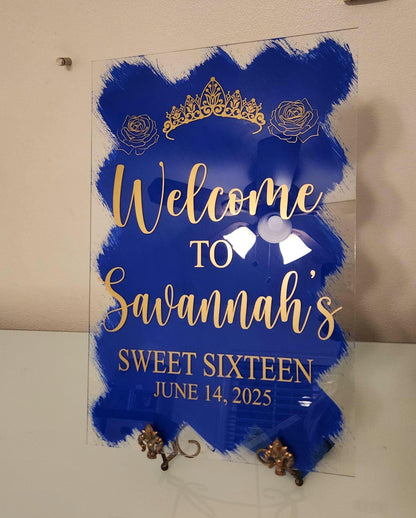 Welcome
TO
Savannah's
SWEET SIXTEEN
JUNE 14, 2025